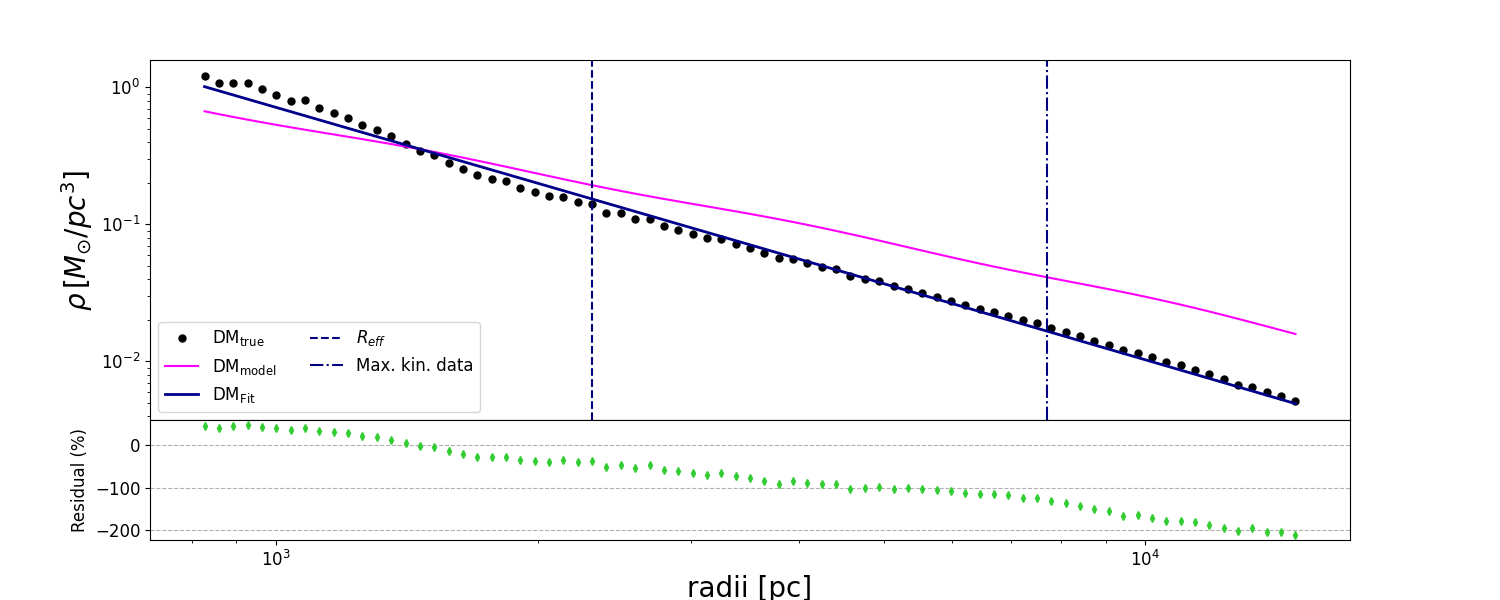 10⁰
10⁻¹
10⁻²
ρ [M⊙/pc³]
DM_true
DM_model
DM_Fit
R_eff
Max. kin. data
0
−100
−200
Residual (%)
10³
10⁴
radii [pc]